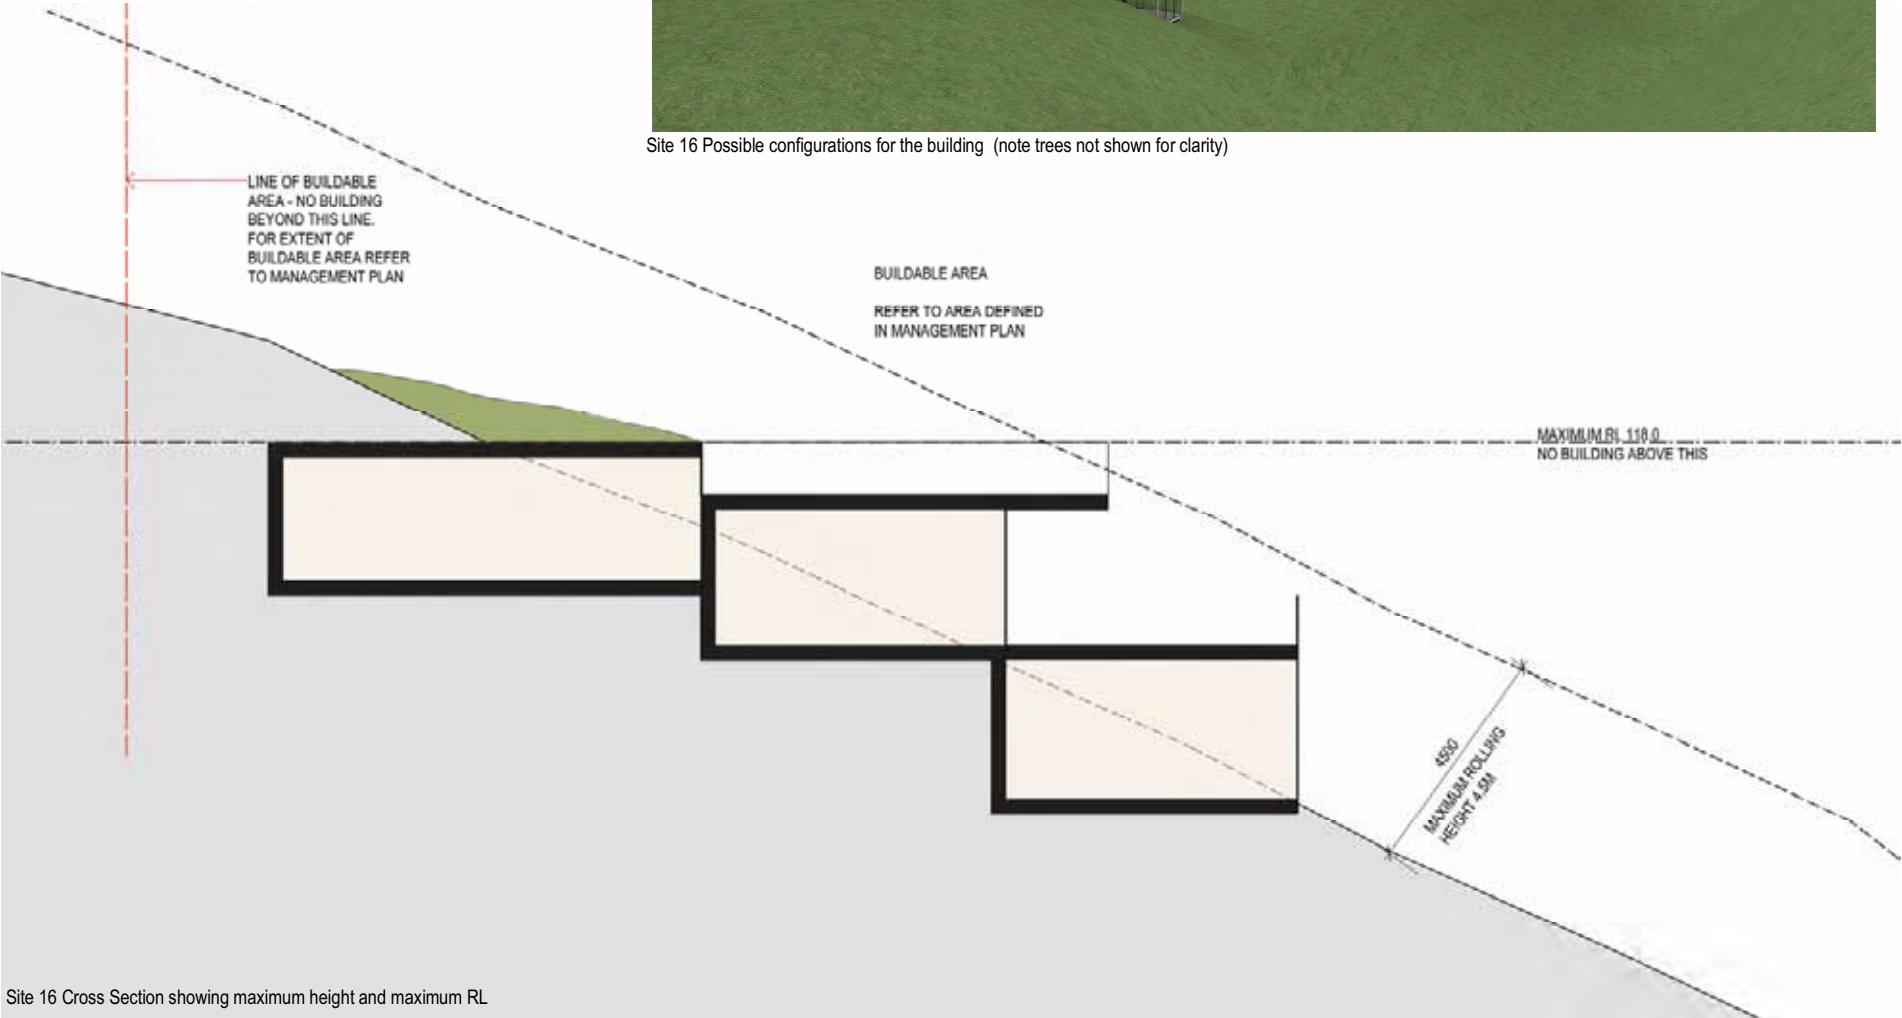 Site 16 Possible configurations for the building (note trees not shown for clarity)
LINE OF BUILDABLE
AREA - NO BUILDING
BEYOND THIS LINE.
FOR EXTENT OF
BUILDABLE AREA REFER
TO MANAGEMENT PLAN
BUILDABLE AREA
REFER TO AREA DEFINED
IN MANAGEMENT PLAN
MAXIMUM RL 118.0
NO BUILDING ABOVE THIS
4500
MAXIMUM ROLLING
HEIGHT 4.5M
Site 16 Cross Section showing maximum height and maximum RL